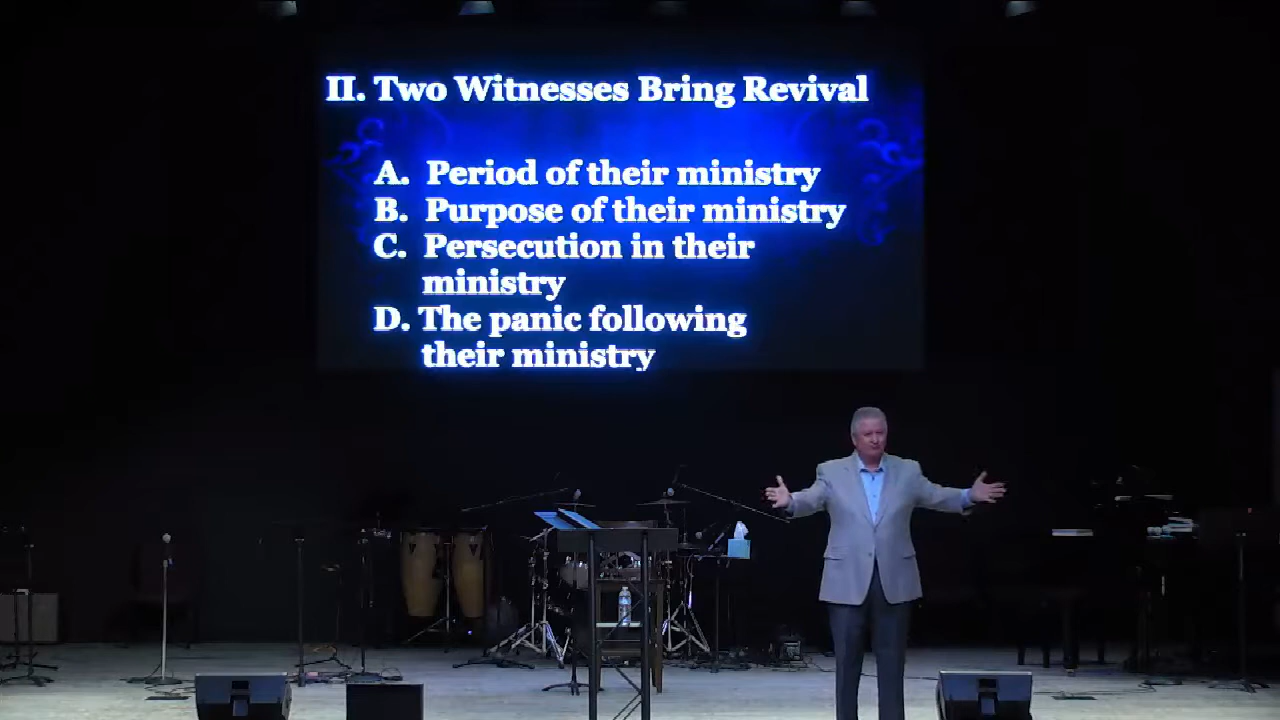 II. Two Witnesses Bring Revival
A. Period of their ministry
B. Purpose of their ministry
C. Persecution in their
ministry
D. The panic following
their ministry